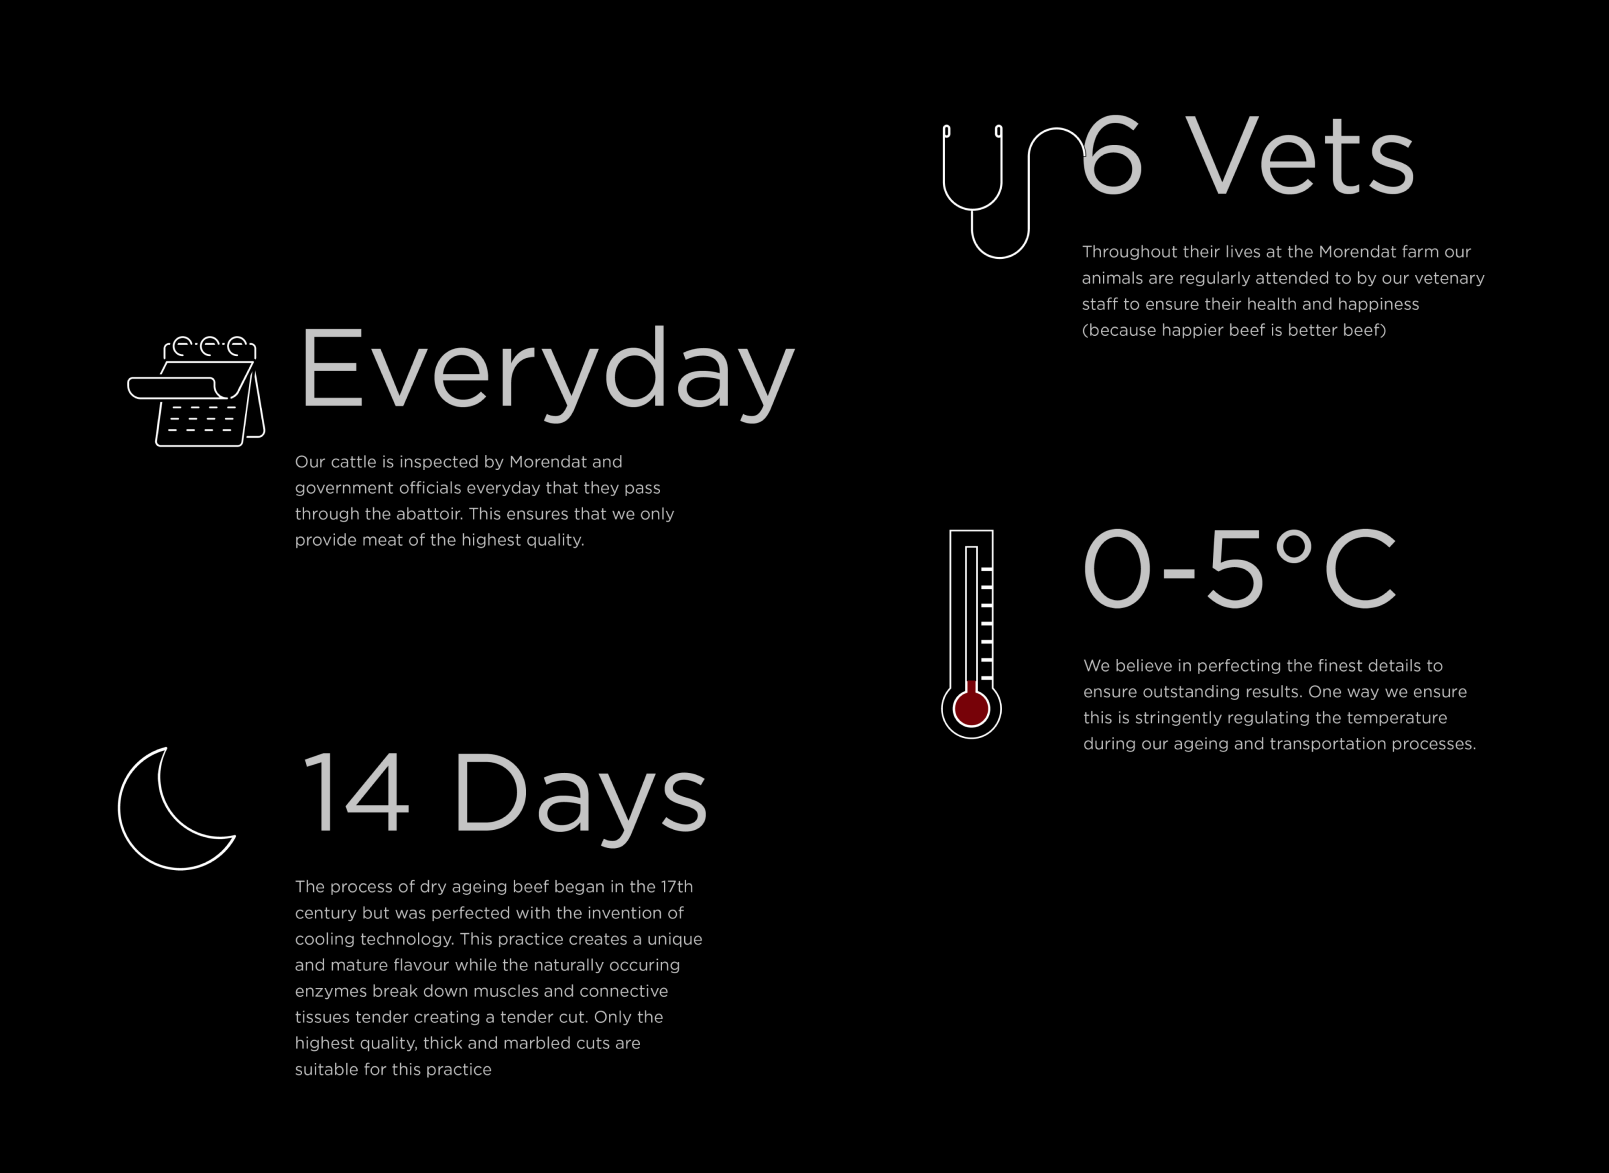 Everyday
Our cattle is inspected by Morendat and
government officials everyday that they pass
through the abattoir. This ensures that we only
provide meat of the highest quality.
14 Days
The process of dry ageing beef began in the 17th
century but was perfected with the invention of
cooling technology. This practice creates a unique
and mature flavour while the naturally occuring
enzymes break down muscles and connective
tissues tender creating a tender cut. Only the
highest quality, thick and marbled cuts are
suitable for this practice
6 Vets
Throughout their lives at the Morendat farm our
animals are regularly attended to by our vetenary
staff to ensure their health and happiness
(because happier beef is better beef)
0-5°C
We believe in perfecting the finest details to
ensure outstanding results. One way we ensure
this is stringently regulating the temperature
during our ageing and transportation processes.